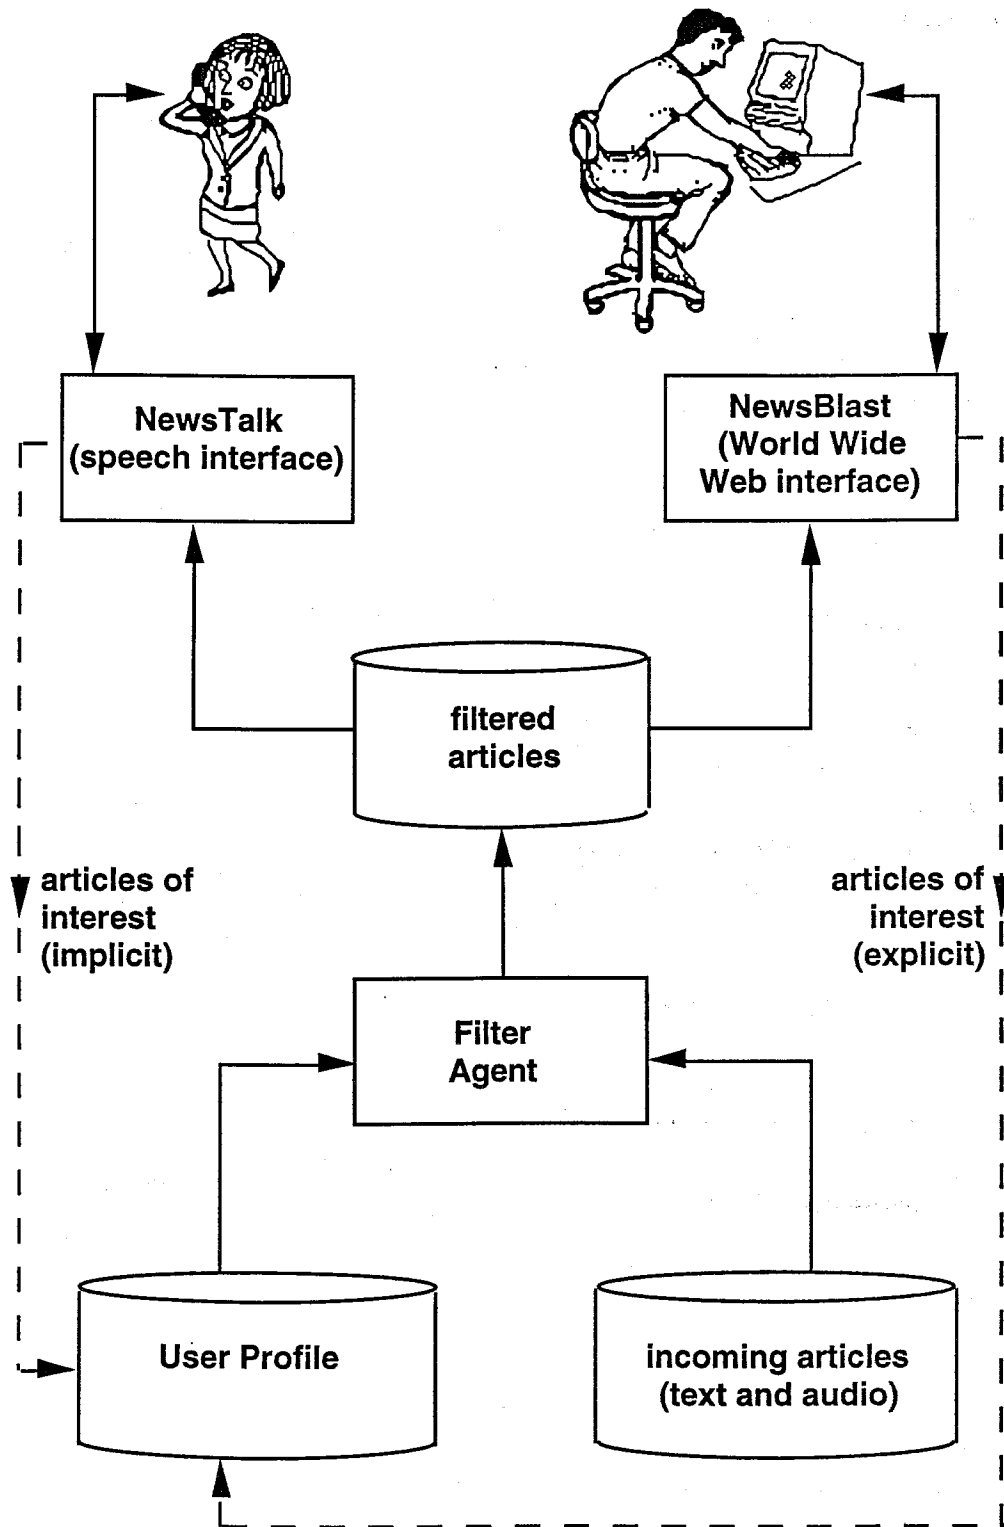 NewsTalk
(speech interface)
NewsBlast
(World Wide
Web interface)
filtered
articles
articles of
interest
(implicit)
articles of
interest
(explicit)
Filter
Agent
User Profile
incoming articles
(text and audio)